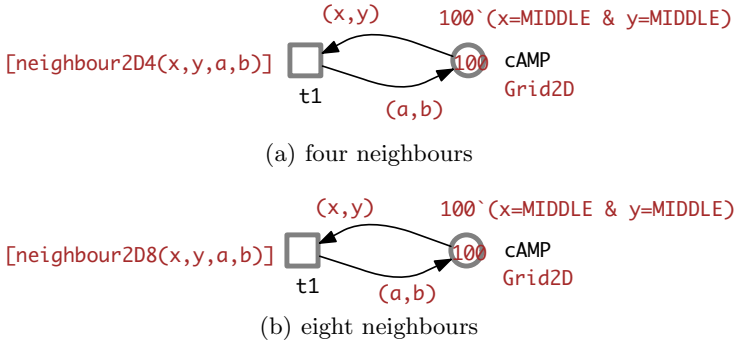 (x,y) 100`(x=MIDDLE & y=MIDDLE)
[neighbour2D4(x,y,a,b)] 100 cAMP
t1 Grid2D
(a,b)
(a) four neighbours
(x,y) 100`(x=MIDDLE & y=MIDDLE)
[neighbour2D8(x,y,a,b)] 100 cAMP
t1 Grid2D
(a,b)
(b) eight neighbours